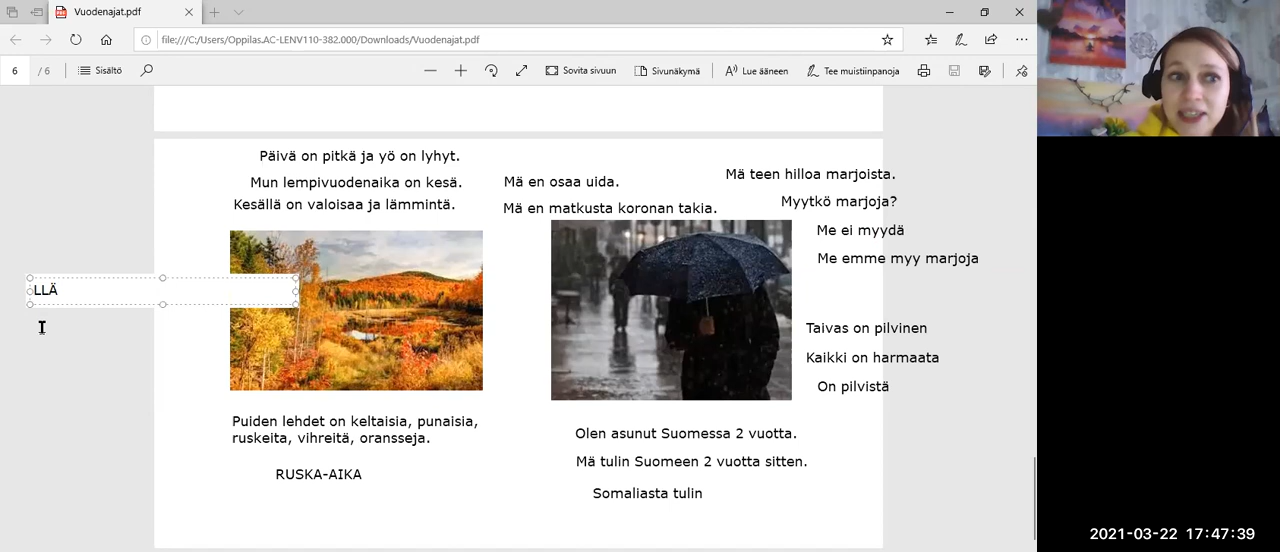 Vuodenajat.pdf
file:///C:/Users/Oppilas.AC-LENV110-382.000/Downloads/Vuodenajat.pdf
6 / 6 Sisältö Sovita sivuun Sivunäkymä Lue ääneen Tee muistiinpanoja
Päivä on pitkä ja yö on lyhyt.
Mun lempivuodenaika on kesä.
Kesällä on valoisaa ja lämmintä.
Mä en osaa uida.
Mä en matkusta koronan takia.
Mä teen hilloa marjoista.
Myytkö marjoja?
Me ei myydä
Me emme myy marjoja
LLÄ
Taivas on pilvinen
Kaikki on harmaata
On pilvistä
Puiden lehdet on keltaisia, punaisia,
ruskeita, vihreitä, oransseja.
RUSKA-AIKA
Olen asunut Suomessa 2 vuotta.
Mä tulin Suomeen 2 vuotta sitten.
Somaliasta tulin
2021-03-22 17:47:39